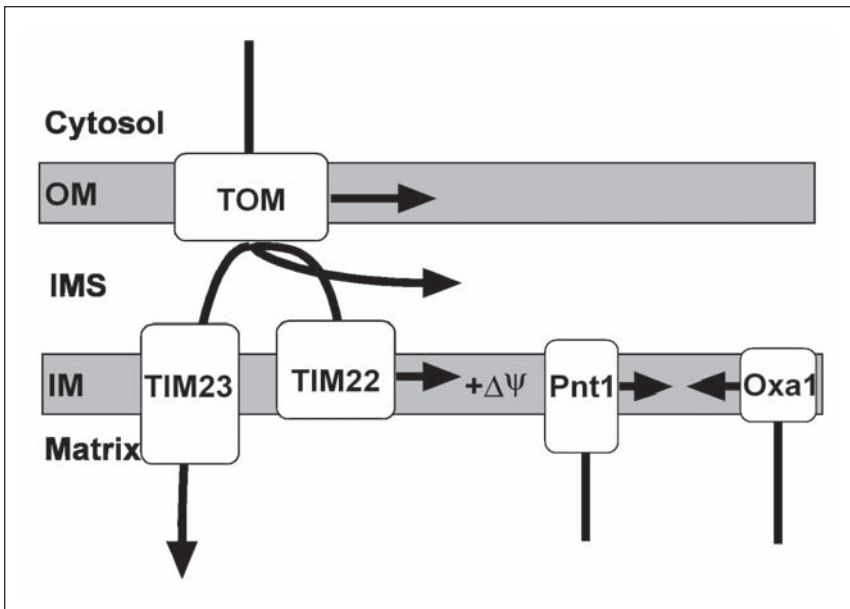 Cytosol
OM
TOM
IMS
IM
TIM23
TIM22
+ΔΨ
Pnt1
Oxa1
Matrix